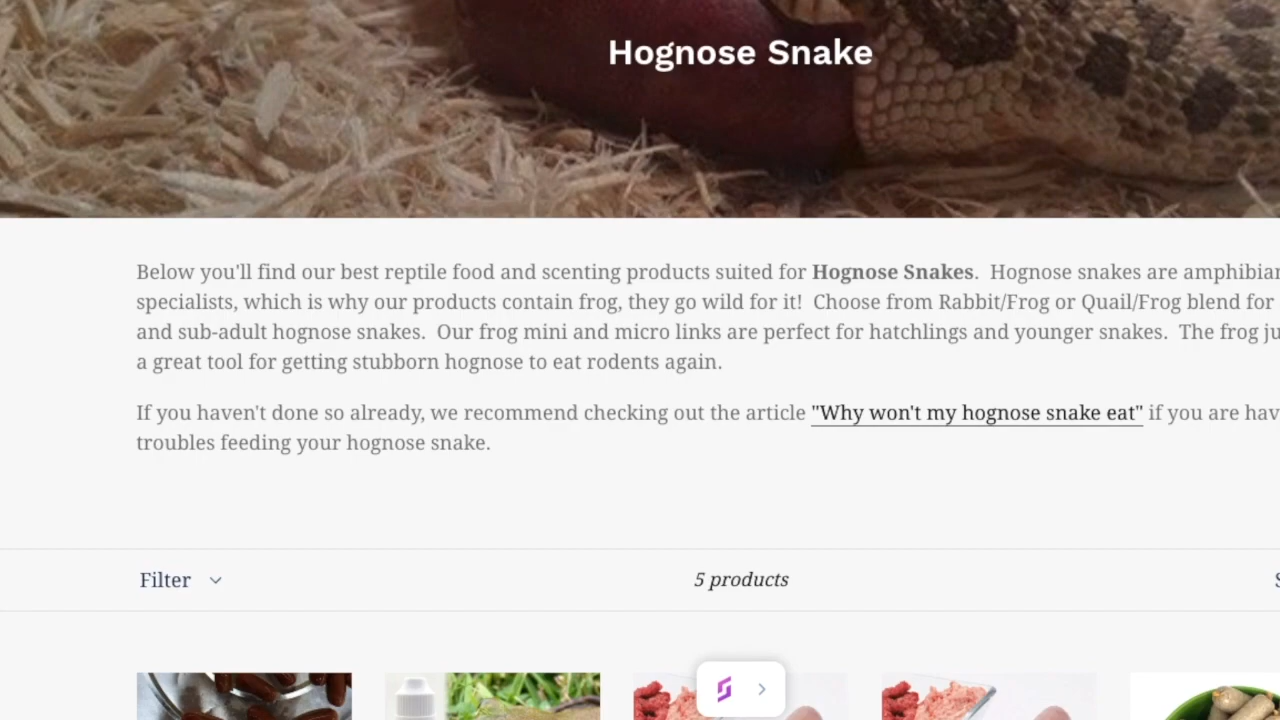 Hognose Snake
Below you'll find our best reptile food and scenting products suited for Hognose Snakes.  Hognose snakes are amphibian
specialists, which is why our products contain frog, they go wild for it!  Choose from Rabbit/Frog or Quail/Frog blend for
and sub-adult hognose snakes.  Our frog mini and micro links are perfect for hatchlings and younger snakes.  The frog ju
a great tool for getting stubborn hognose to eat rodents again.
If you haven't done so already, we recommend checking out the article "Why won't my hognose snake eat" if you are hav
troubles feeding your hognose snake.
Filter
5 products